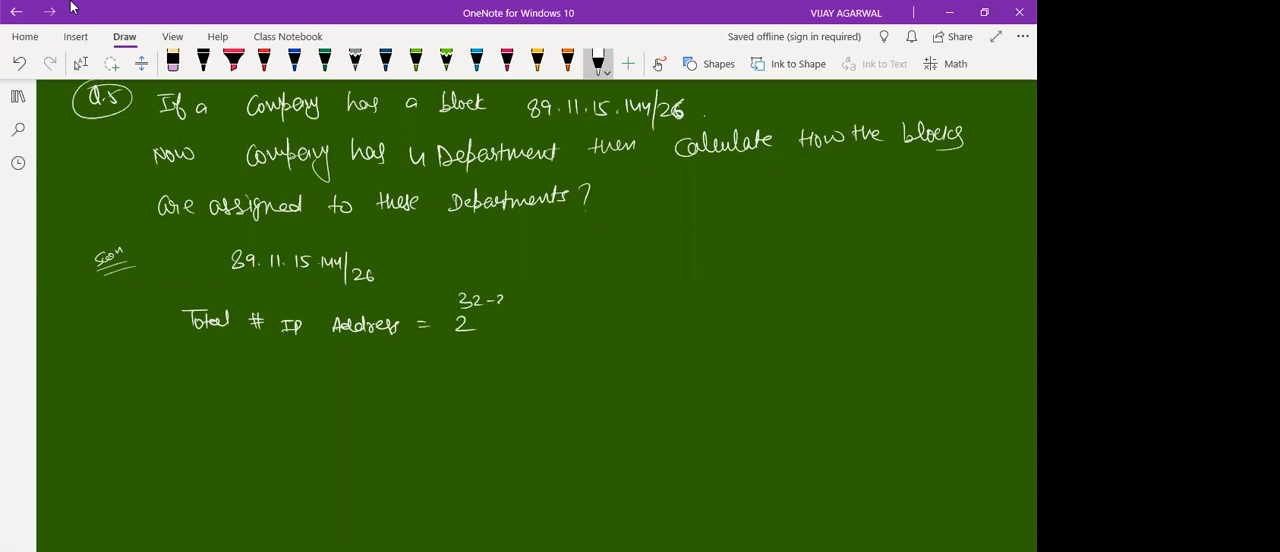 OneNote for Windows 10
VIJAY AGARWAL
Home Insert Draw View Help Class Notebook
Saved offline (sign in required) Share
Shapes Ink to Shape Ink to Text Math
Q.5 If a Company has a block 89.11.15.144/26.
Now Company has 4 Department then Calculate How the blocks
are assigned to these Departments?
Soln 89.11.15.144/26
Total # IP Address = 2^32-2